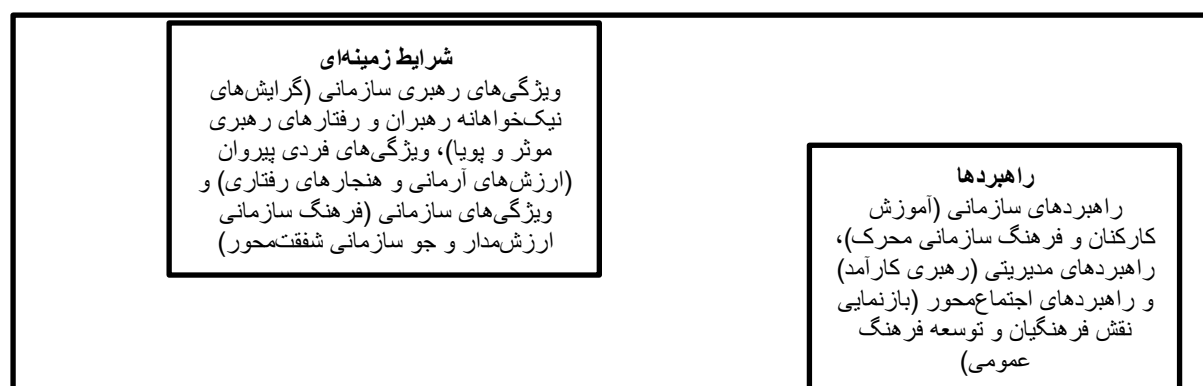 شرایط زمینه‌ای
ویژگی‌های رهبری سازمانی (گرایش‌های
نیک‌خواهانه رهبران و رفتارهای رهبری
موثر و پویا)، ویژگی‌های فردی پیروان
(ارزش‌های آرمانی و هنجارهای رفتاری) و
ویژگی‌های سازمانی (فرهنگ سازمانی
ارزش‌مدار و جو سازمانی شفقت‌محور)
راهبردها
راهبردهای سازمانی (آموزش
کارکنان و فرهنگ سازمانی محرک)،
راهبردهای مدیریتی (رهبری کارآمد)
و راهبردهای اجتماع‌محور (بازنمایی
نقش فرهنگیان و توسعه فرهنگ
عمومی)